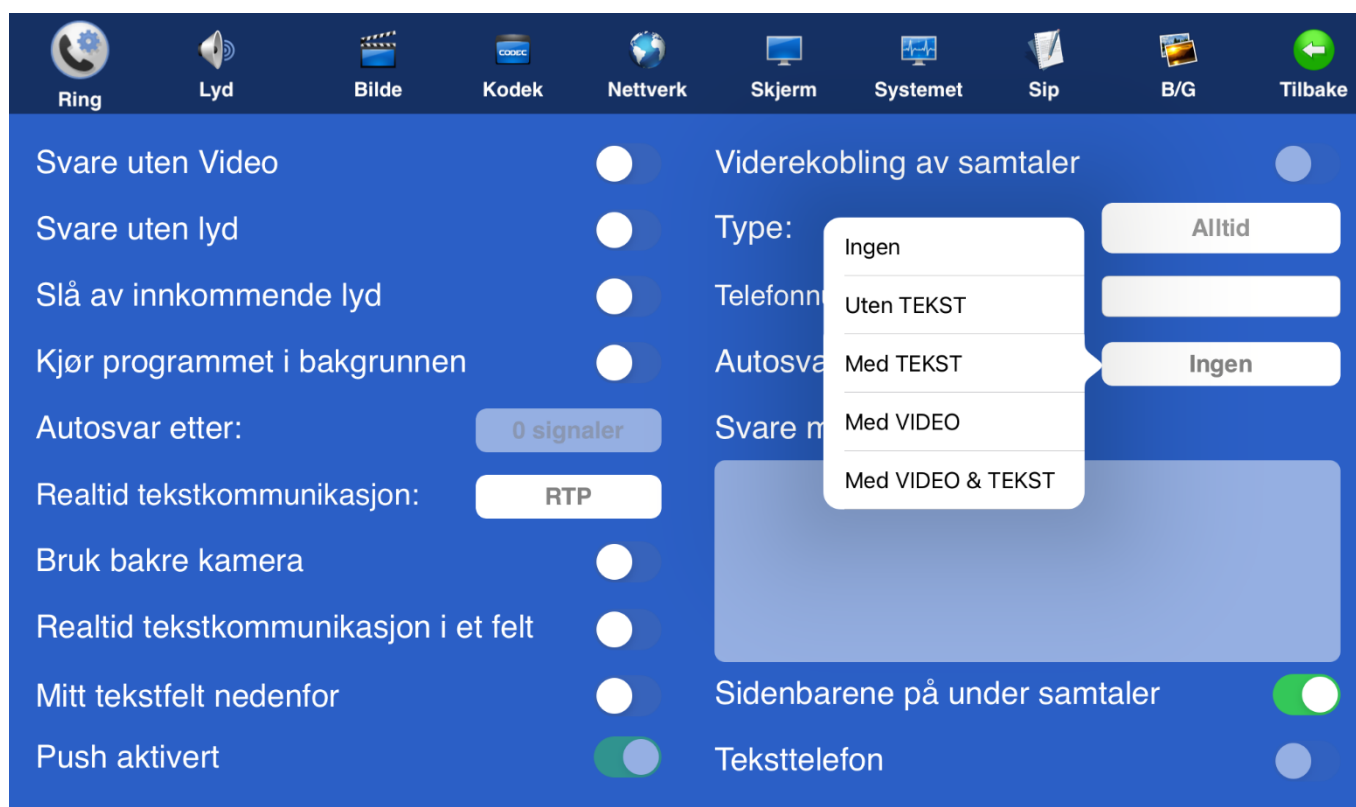 CODEC
Ring
Lyd
Bilde
Kodek
Nettverk
Skjerm
Systemet
Sip
B/G
Tilbake
Svare uten Video
Svare uten lyd
Slå av innkommende lyd
Kjør programmet i bakgrunnen
Autosvar etter:
0 signaler
Realtid tekstkommunikasjon:
RTP
Bruk bakre kamera
Realtid tekstkommunikasjon i et felt
Mitt tekstfelt nedenfor
Push aktivert
Viderekobling av samtaler
Type:
Alltid
Telefonn
Autosva
Ingen
Svare m
Ingen
Uten TEKST
Med TEKST
Med VIDEO
Med VIDEO & TEKST
Sidenbarene på under samtaler
Teksttelefon